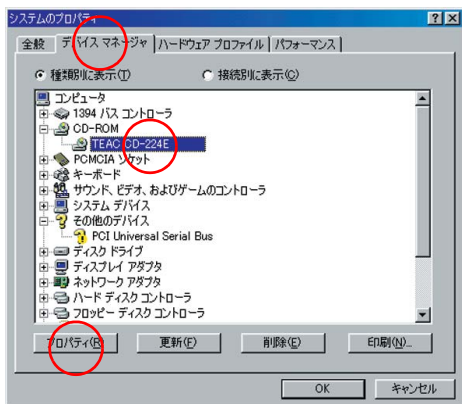 システムのプロパティ
全般 デバイス マネージャ ハードウェア プロファイル パフォーマンス
種類別に表示(T) 接続別に表示(C)
コンピュータ
1394 バス コントローラ
CD-ROM
TEAC CD-224E
PCMCIA ソケット
キーボード
サウンド、ビデオ、およびゲームのコントローラ
システム デバイス
その他のデバイス
PCI Universal Serial Bus
ディスク ドライブ
ディスプレイ アダプタ
ネットワーク アダプタ
ハード ディスク コントローラ
フロッピー ディスク コントローラ
プロパティ(R) 更新(F) 削除(E) 印刷(N)...
OK キャンセル